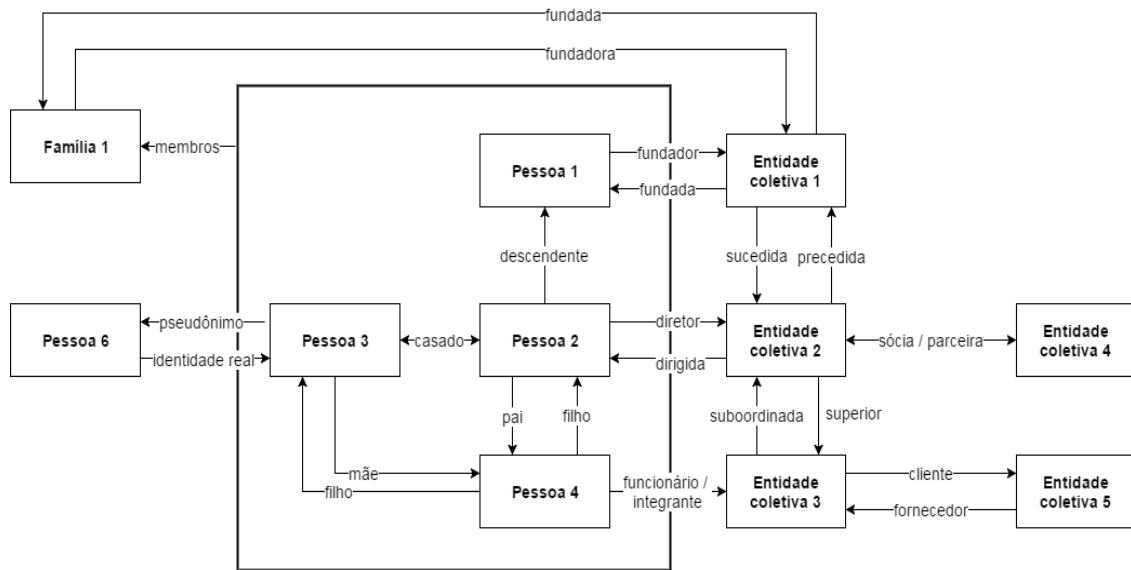 fundada
fundadora
Família 1
membros
Pessoa 1
fundador
fundada
Entidade
coletiva 1
descendente
sucedida
precedida
Pessoa 6
pseudônimo
identidade real
Pessoa 3
casado
Pessoa 2
diretor
dirigida
Entidade
coletiva 2
sócia / parceira
Entidade
coletiva 4
pai
filho
suboordinada
superior
mãe
filho
Pessoa 4
funcionário /
integrante
Entidade
coletiva 3
cliente
fornecedor
Entidade
coletiva 5